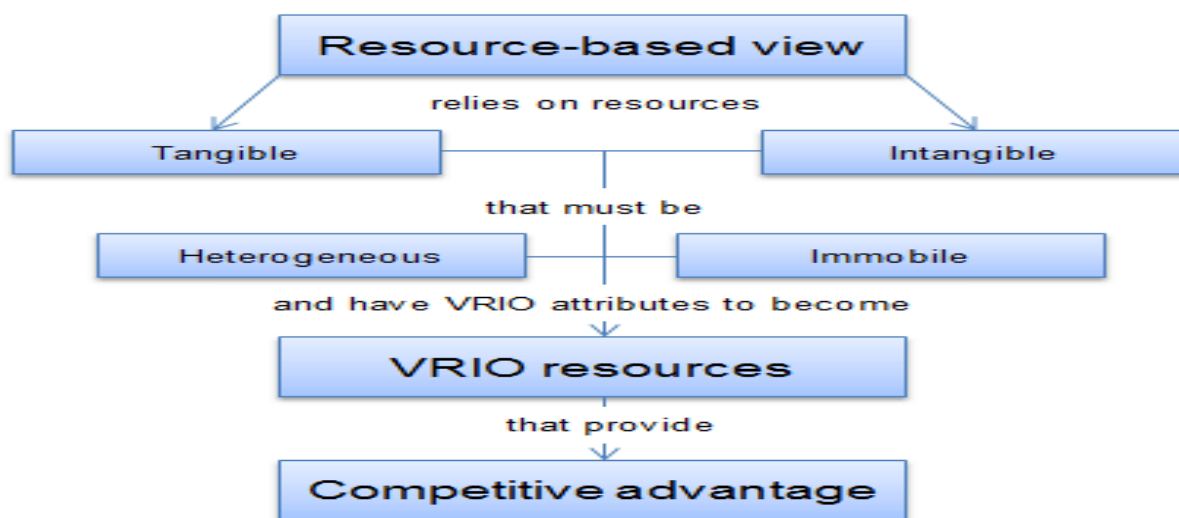 Resource-based view
relies on resources
Tangible
Intangible
that must be
Heterogeneous
Immobile
and have VRIO attributes to become
VRIO resources
that provide
Competitive advantage